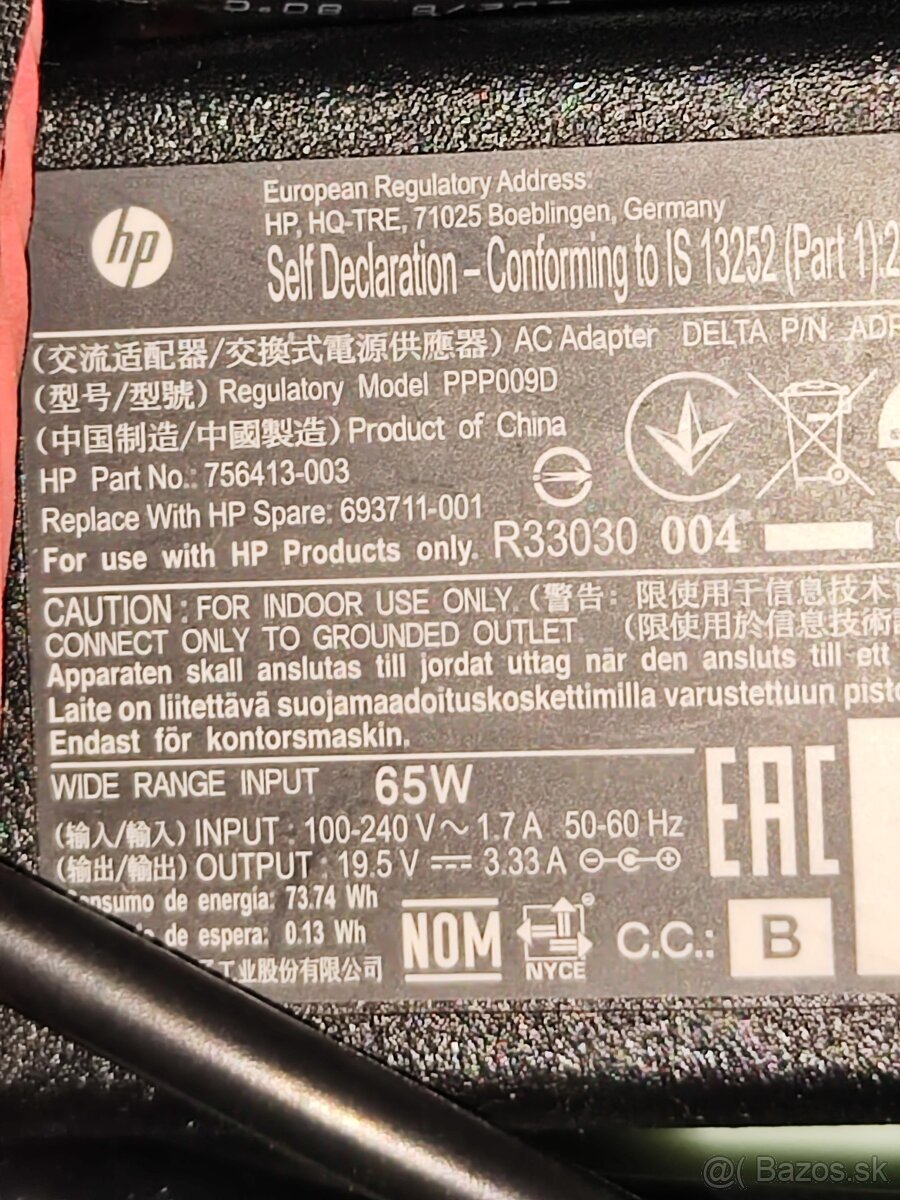 hp
European Regulatory Address:
HP, HQ-TRE, 71025 Boeblingen, Germany
Self Declaration – Conforming to IS 13252 (Part 1):2
(交流适配器/交換式電源供應器) AC Adapter DELTA P/N: ADP
(型号/型號) Regulatory Model PPP009D
(中国制造/中國製造) Product of China
HP Part No.: 756413-003
Replace With HP Spare: 693711-001
For use with HP Products only. R33030 004
CAUTION : FOR INDOOR USE ONLY. (警告: 限使用于信息技术
CONNECT ONLY TO GROUNDED OUTLET. (限使用於信息技術
Apparaten skall anslutas till jordat uttag när den ansluts till ett
Laite on liitettävä suojamaadoituskoskettimilla varustettuun pisto
Endast för kontorsmaskin.
WIDE RANGE INPUT 65W
(输入/輸入) INPUT : 100-240 V~ 1.7 A 50-60 Hz
(输出/輸出) OUTPUT : 19.5 V ⎓ 3.33 A
EAC
nsumo de energía: 73.74 Wh
de espera: 0.13 Wh
工业股份有限公司
NOM
NYCE
C.C.: B
@( Bazos.sk